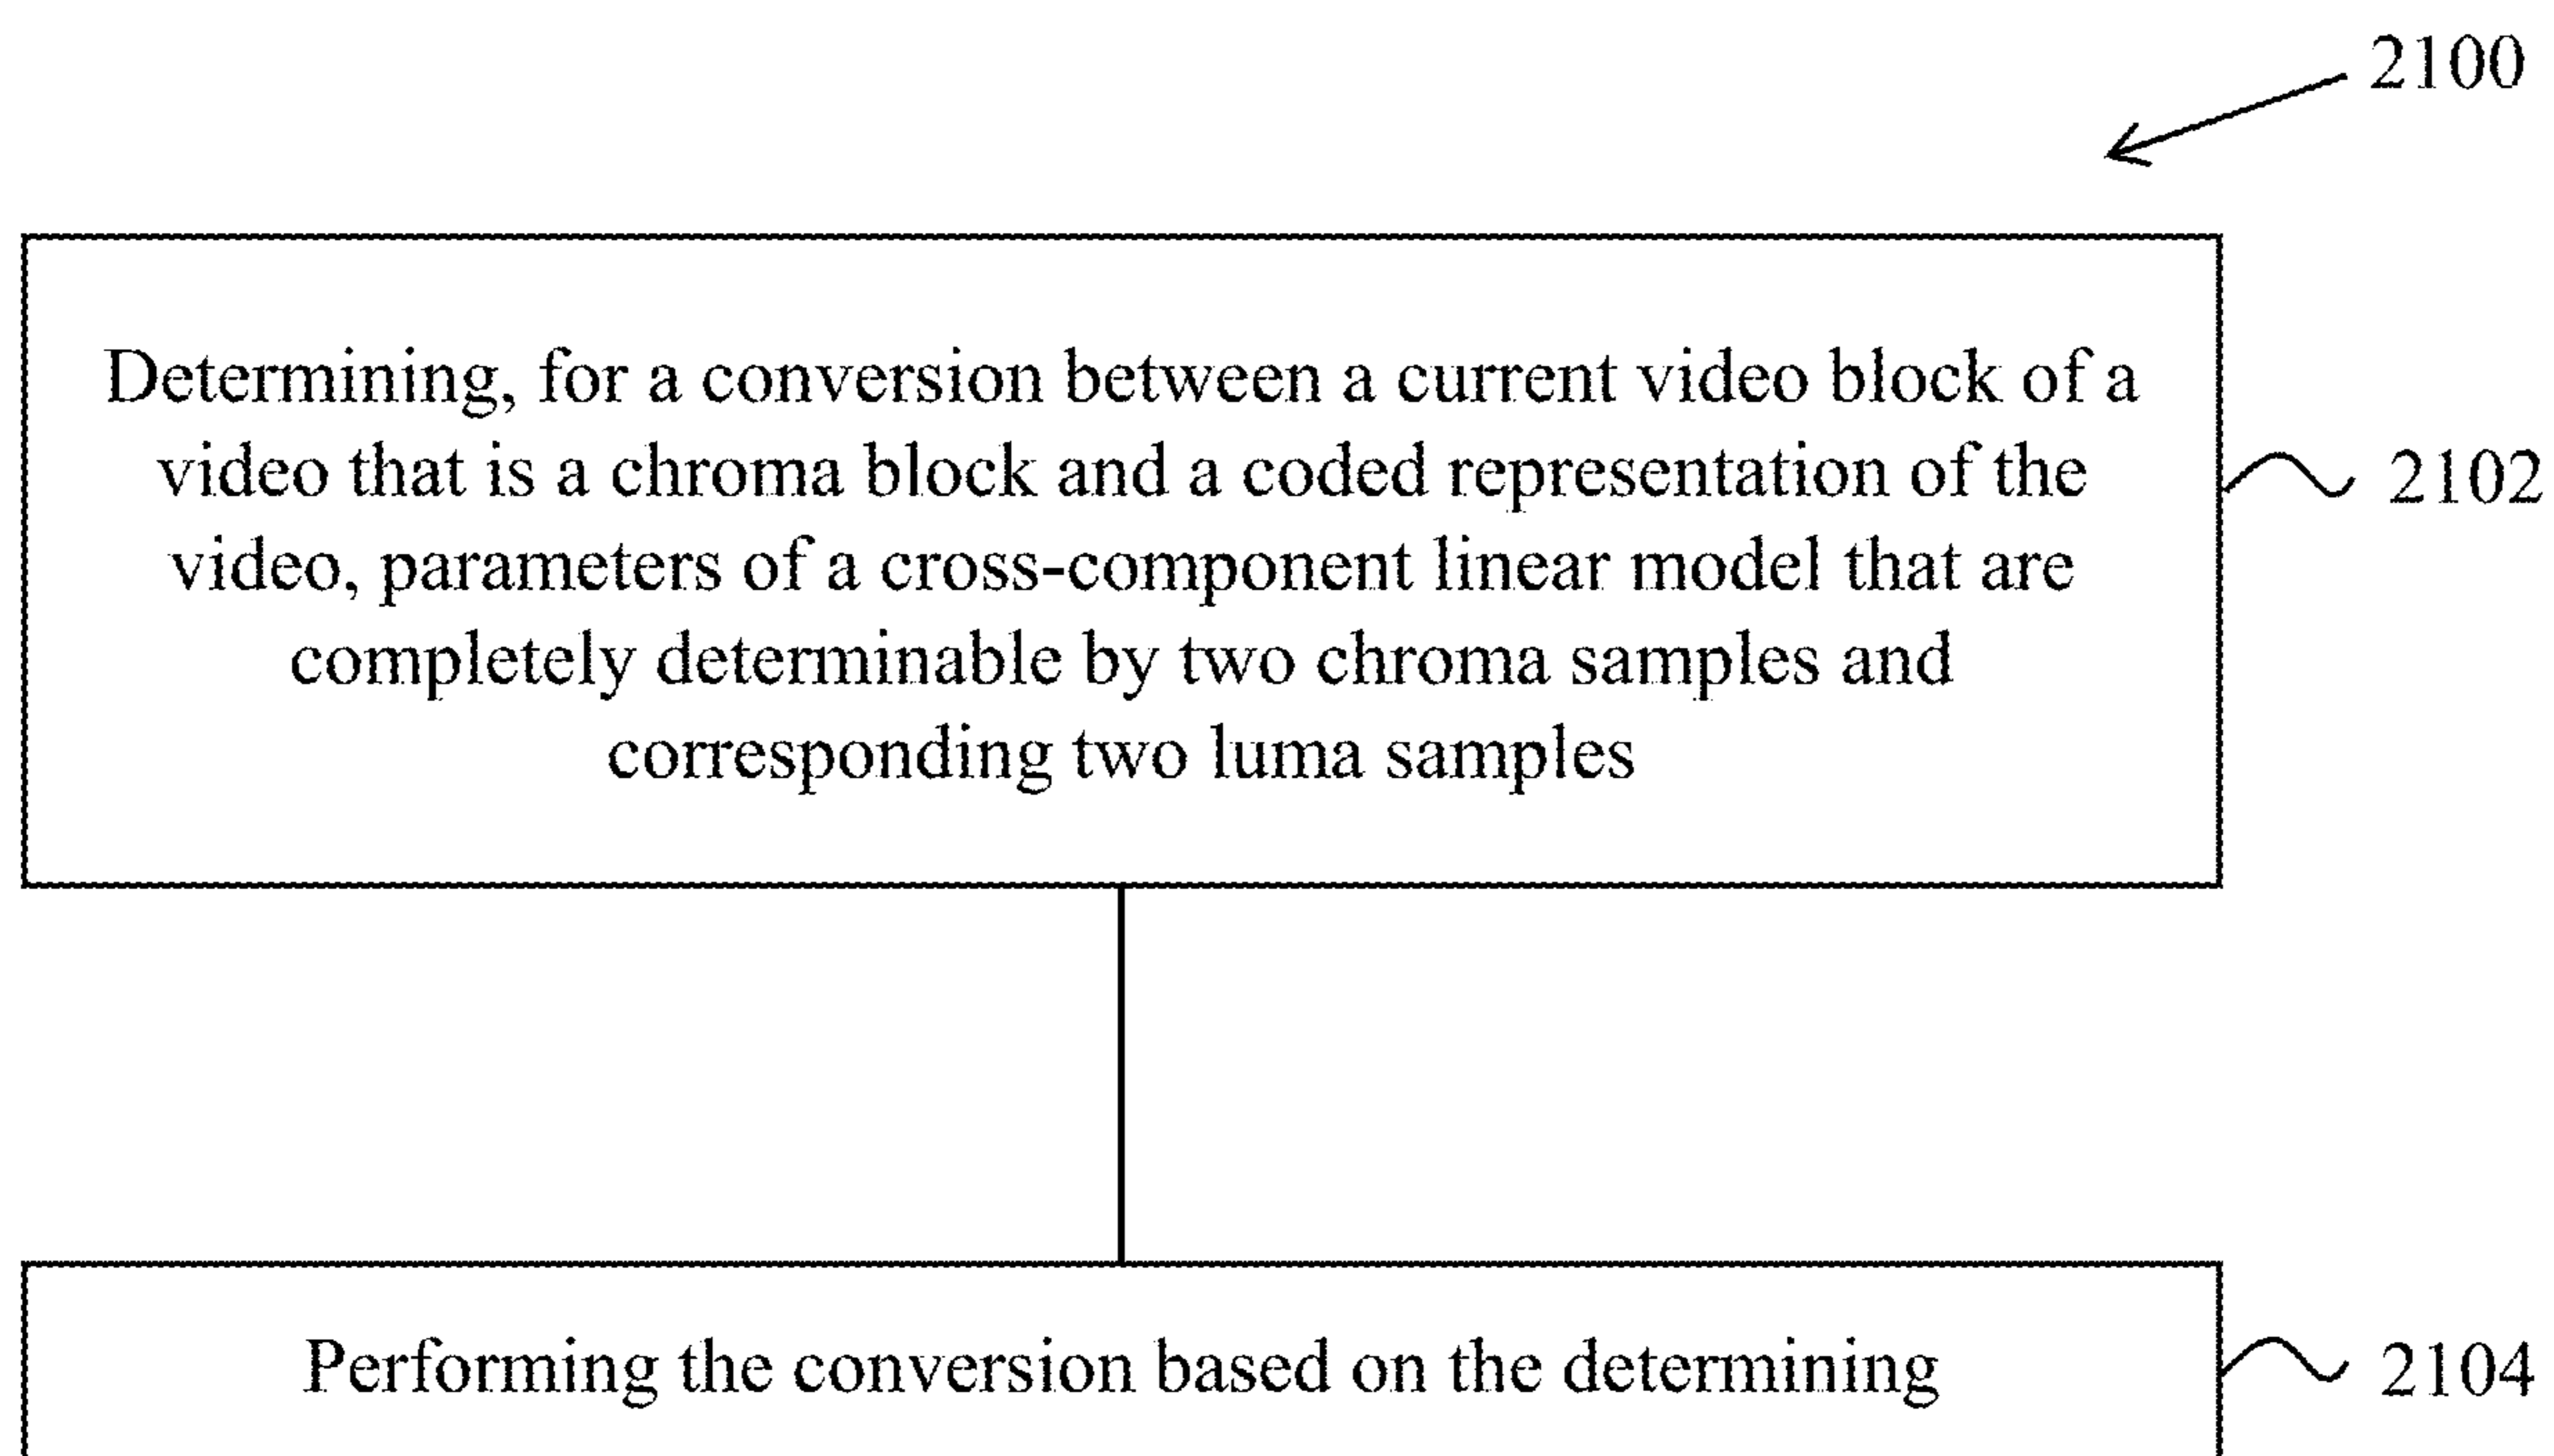 2100
Determining, for a conversion between a current video block of a
video that is a chroma block and a coded representation of the
video, parameters of a cross-component linear model that are
completely determinable by two chroma samples and
corresponding two luma samples
2102
Performing the conversion based on the determining
2104